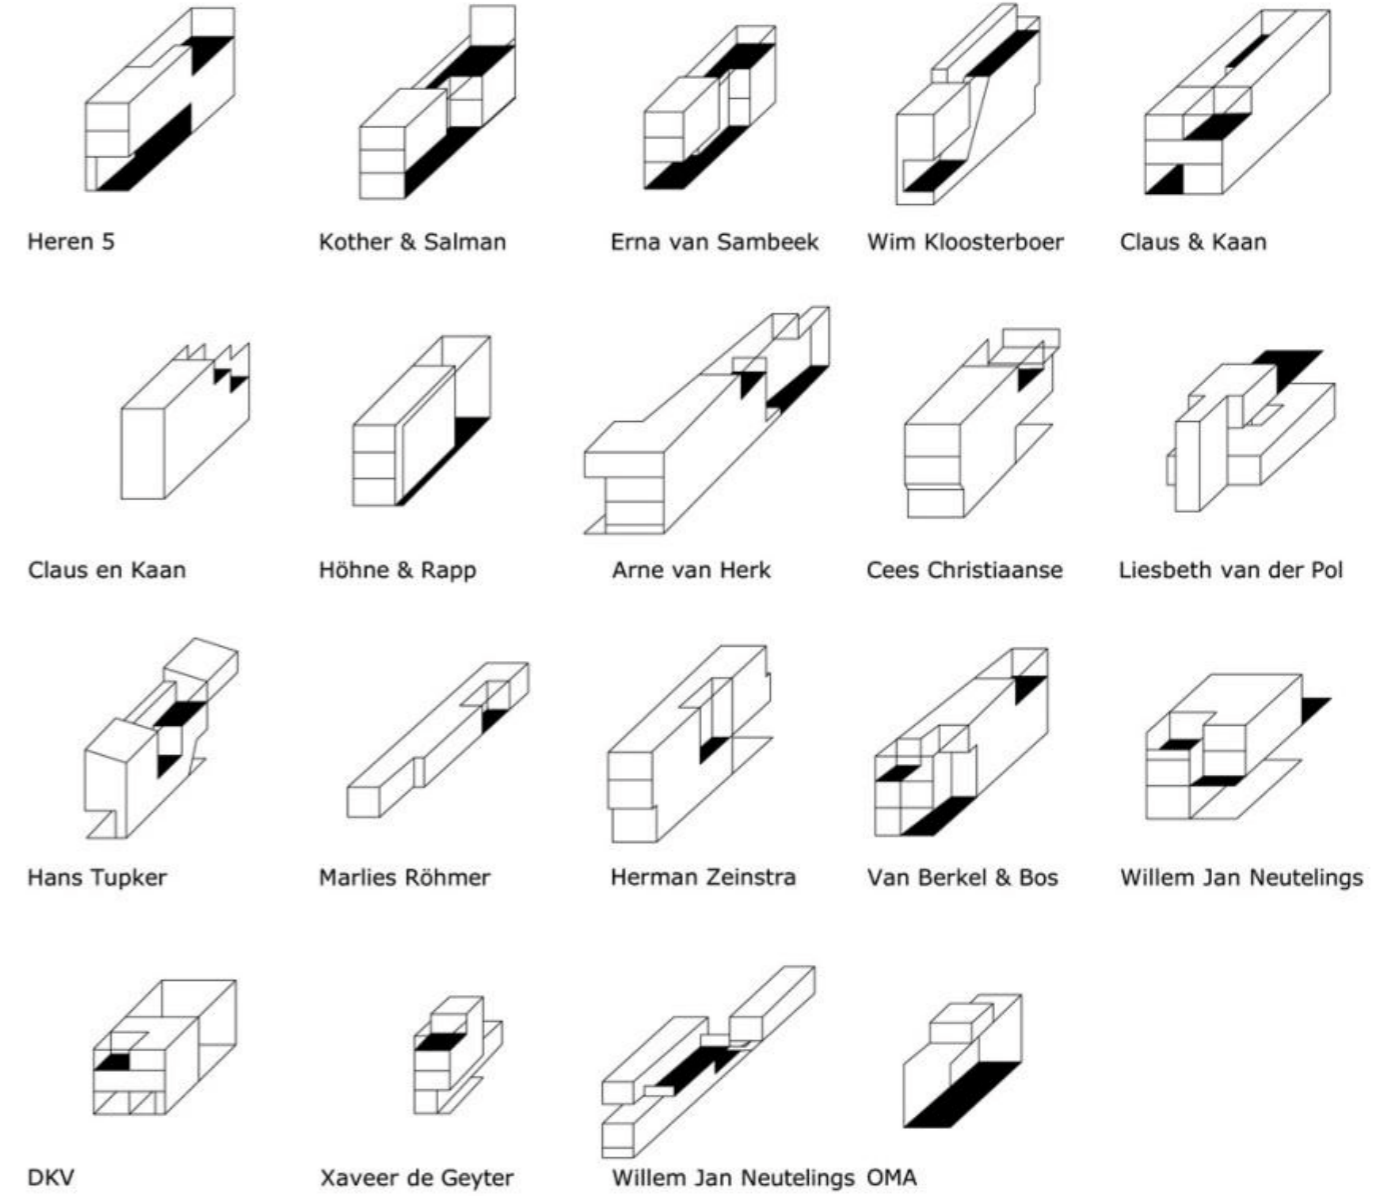 Heren 5
Kother & Salman
Erna van Sambeek
Wim Kloosterboer
Claus & Kaan
Claus en Kaan
Höhne & Rapp
Arne van Herk
Cees Christiaanse
Liesbeth van der Pol
Hans Tupker
Marlies Röhmer
Herman Zeinstra
Van Berkel & Bos
Willem Jan Neutelings
DKV
Xaveer de Geyter
Willem Jan Neutelings
OMA